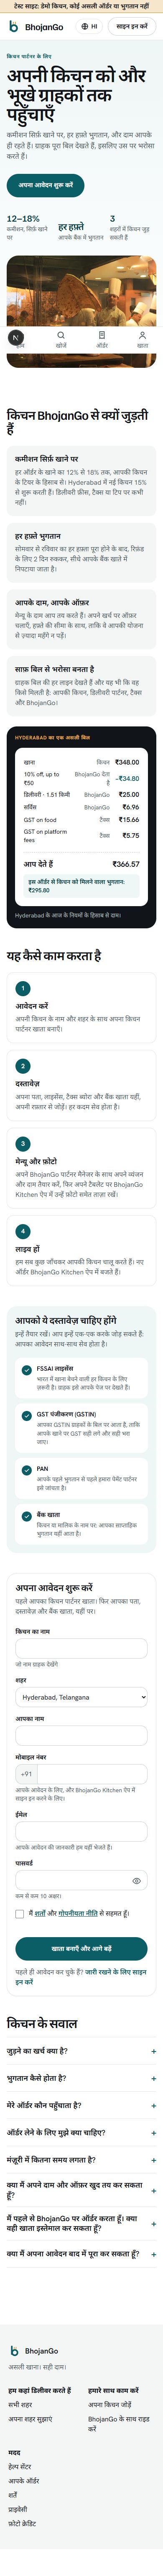 टेस्ट साइट: डेमो किचन, कोई असली ऑर्डर या भुगतान नहीं
BhojanGo
HI
साइन इन करें
किचन पार्टनर के लिए
अपनी किचन को और
भूखे ग्राहकों तक
पहुँचाएँ
कमीशन सिर्फ़ खाने पर, हर हफ़्ते भुगतान, और दाम आपके
ही रहते हैं। ग्राहक पूरा बिल देखते हैं, इसलिए उस पर भरोसा
करते हैं।
अपना आवेदन शुरू करें
12–18%
कमीशन, सिर्फ़ खाने
पर
हर हफ़्ते
आपके बैंक में भुगतान
3
शहरों में किचन जुड़
सकती हैं
N
खोजें
ऑर्डर
खाता
किचन BhojanGo से क्यों जुड़ती
हैं
कमीशन सिर्फ़ खाने पर
हर ऑर्डर के खाने का 12% से 18% तक, आपकी किचन
के टियर के हिसाब से। Hyderabad में नई किचन 15%
से शुरू करती हैं। डिलीवरी फ़ीस, टैक्स या टिप पर कभी
नहीं।
हर हफ़्ते भुगतान
सोमवार से रविवार का हर हफ़्ता पूरा होने के बाद, रिफ़ंड
के लिए 2 दिन रुककर, सीधे आपके बैंक खाते में
निपटाया जाता है।
आपके दाम, आपके ऑफ़र
मेन्यू के दाम आप तय करते हैं। अपने खर्च पर ऑफ़र
चलाएँ, हफ़्ते की सीमा के साथ, ताकि वे आपकी योजना
से ज़्यादा महँगे न पड़ें।
साफ़ बिल से भरोसा बनता है
ग्राहक बिल की हर लाइन देखते हैं और यह भी कि वह
किसे मिलती है: आपकी किचन, डिलीवरी पार्टनर, टैक्स
और BhojanGo।
HYDERABAD का एक असली बिल
खाना किचन ₹348.00
10% off, up to ₹50 BhojanGo देता है −₹34.80
डिलीवरी · 1.51 किमी BhojanGo ₹25.00
सर्विस BhojanGo ₹6.96
GST on food टैक्स ₹15.66
GST on platform fees टैक्स ₹5.75
आप देते हैं ₹366.57
इस ऑर्डर से किचन को मिलने वाला भुगतान:
₹295.80
Hyderabad के आज के नियमों के हिसाब से दाम।
यह कैसे काम करता है
1
आवेदन करें
अपनी किचन के नाम और शहर के साथ अपना किचन
पार्टनर खाता बनाएँ।
2
दस्तावेज़
अपना पता, लाइसेंस, टैक्स ब्योरा और बैंक खाता यहीं,
अपनी रफ़्तार से जोड़ें। हर कदम सेव होता है।
3
मेन्यू और फ़ोटो
अपने BhojanGo पार्टनर मैनेजर के साथ अपने व्यंजन
और दाम तैयार करें, फिर अपने टैबलेट पर BhojanGo
Kitchen ऐप में उन्हें फ़ोटो समेत ताज़ा रखें।
4
लाइव हों
हम सब कुछ जाँचकर आपकी किचन चालू करते हैं। नए
ऑर्डर BhojanGo Kitchen ऐप में बजते हैं।
आपको ये दस्तावेज़ चाहिए होंगे
इन्हें तैयार रखें। आप इन्हें एक-एक करके जोड़ सकते हैं:
आपका आवेदन साथ-साथ सेव होता है।
FSSAI लाइसेंस
भारत में खाना बेचने वाली हर किचन के लिए
ज़रूरी है। ग्राहक इसे आपके पेज पर देखते हैं।
GST पंजीकरण (GSTIN)
आपका GSTIN ग्राहकों के बिल पर आता है, ताकि
आपके खाने पर GST सही लगे और सही भरा
जाए।
PAN
आपके पहले भुगतान से पहले हमारा पेमेंट पार्टनर
इसे जाँचता है।
बैंक खाता
किचन या मालिक के नाम पर: आपका साप्ताहिक
भुगतान यहीं आता है।
अपना आवेदन शुरू करें
पहले आपका किचन पार्टनर खाता। फिर आपका पता,
दस्तावेज़ और बैंक खाता, यहीं पर।
किचन का नाम
जो नाम ग्राहक देखेंगे
शहर
Hyderabad, Telangana
आपका नाम
मोबाइल नंबर
+91
आपके आवेदन के लिए, और BhojanGo Kitchen ऐप में
साइन इन करने के लिए।
ईमेल
आपके आवेदन की जानकारी हम यहीं भेजते हैं।
पासवर्ड
कम से कम 10 अक्षर।
मैं शर्तों और गोपनीयता नीति से सहमत हूँ।
खाता बनाएँ और आगे बढ़ें
पहले ही आवेदन कर चुके हैं? जारी रखने के लिए साइन
इन करें
किचन के सवाल
जुड़ने का खर्च क्या है?
भुगतान कैसे होता है?
मेरे ऑर्डर कौन पहुँचाता है?
ऑर्डर लेने के लिए मुझे क्या चाहिए?
मंज़ूरी में कितना समय लगता है?
क्या मैं अपने दाम और ऑफ़र खुद तय कर सकता
हूँ?
मैं पहले से BhojanGo पर ऑर्डर करता हूँ। क्या
वही खाता इस्तेमाल कर सकता हूँ?
क्या मैं अपना आवेदन बाद में पूरा कर सकता हूँ?
BhojanGo
असली खाना। सही दाम।
हम कहां डिलीवर करते हैं
सभी शहर
अपना शहर सुझाएं
हमारे साथ काम करें
अपना किचन जोड़ें
BhojanGo के साथ राइड
करें
मदद
हेल्प सेंटर
आपके ऑर्डर
शर्तें
प्राइवेसी
फ़ोटो क्रेडिट